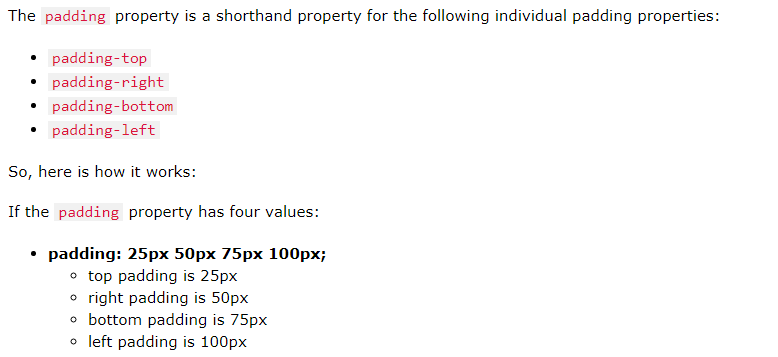 The padding property is a shorthand property for the following individual padding properties:
padding-top
padding-right
padding-bottom
padding-left
So, here is how it works:
If the padding property has four values:
padding: 25px 50px 75px 100px;
top padding is 25px
right padding is 50px
bottom padding is 75px
left padding is 100px